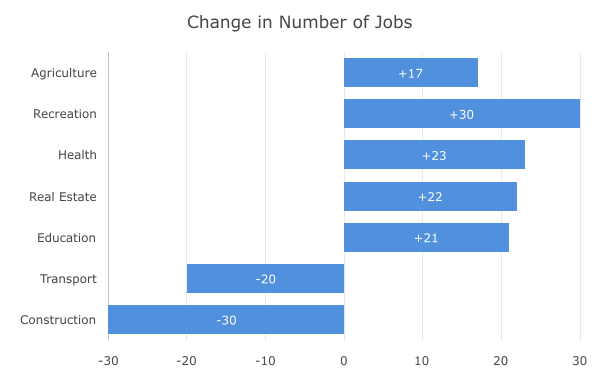 Change in Number of Jobs
Agriculture +17
Recreation +30
Health +23
Real Estate +22
Education +21
Transport -20
Construction -30
-30 -20 -10 0 10 20 30